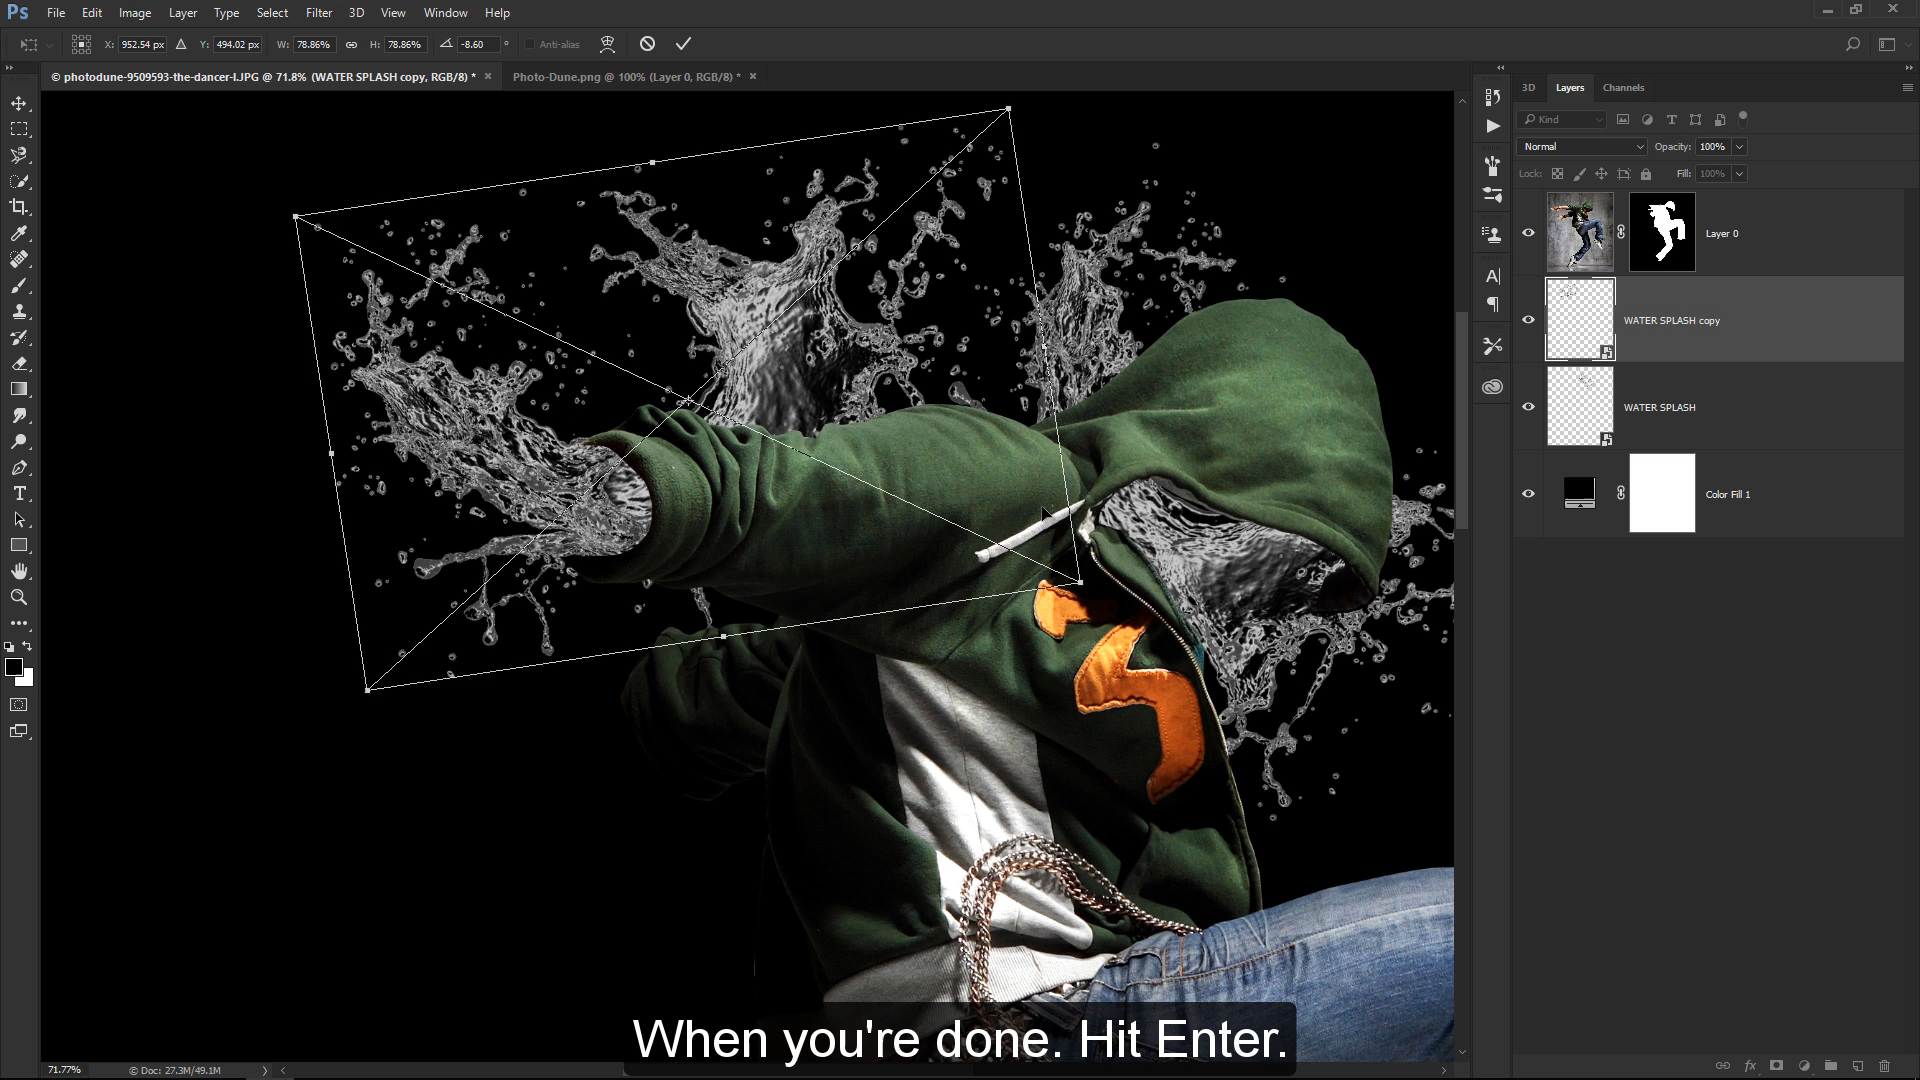 Ps File Edit Image Layer Type Select Filter 3D View Window Help
X: 952.54 px Y: 494.02 px W: 78.86% H: 78.86% -8.60 ° Anti-alias
© photodune-9509593-the-dancer-I.JPG @ 71.8% (WATER SPLASH copy, RGB/8) * × Photo-Dune.png @ 100% (Layer 0, RGB/8) * ×
3D Layers Channels
Kind
Normal Opacity: 100%
Lock: Fill: 100%
Layer 0
WATER SPLASH copy
WATER SPLASH
Color Fill 1
When you're done. Hit Enter.
71.77% © Doc: 27.3M/49.1M